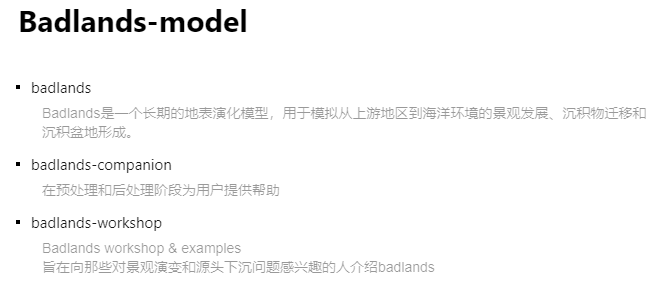 Badlands-model
badlands
Badlands是一个长期的地表演化模型，用于模拟从上游地区到海洋环境的景观发展、沉积物迁移和
沉积盆地形成。
badlands-companion
在预处理和后处理阶段为用户提供帮助
badlands-workshop
Badlands workshop & examples
旨在向那些对景观演变和源头下沉问题感兴趣的人介绍badlands